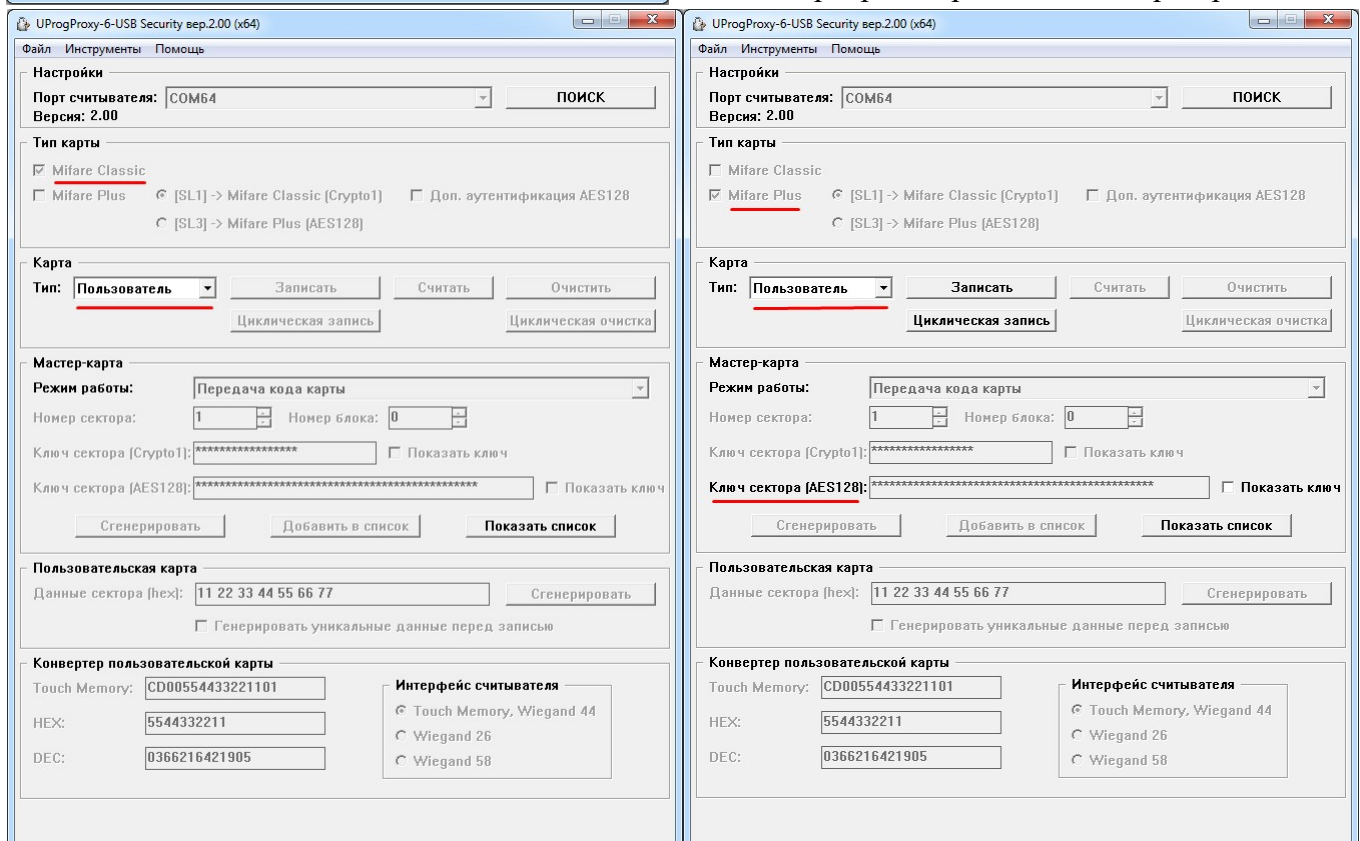 UProgProxy-6-USB Security вер.2.00 (x64)
Файл Инструменты Помощь
Настройки
Порт считывателя: COM64 ПОИСК
Версия: 2.00
Тип карты
Mifare Classic
Mifare Plus [SL1] -> Mifare Classic (Crypto1) Доп. аутентификация AES128
[SL3] -> Mifare Plus (AES128)
Карта
Тип: Пользователь Записать Считать Очистить
Циклическая запись Циклическая очистка
Мастер-карта
Режим работы: Передача кода карты
Номер сектора: 1 Номер блока: 0
Ключ сектора (Crypto1): ***************** Показать ключ
Ключ сектора (AES128): *********************************************** Показать ключ
Сгенерировать Добавить в список Показать список
Пользовательская карта
Данные сектора (hex): 11 22 33 44 55 66 77 Сгенерировать
Генерировать уникальные данные перед записью
Конвертер пользовательской карты
Touch Memory: CD00554433221101 Интерфейс считывателя
Touch Memory, Wiegand 44
HEX: 5544332211
Wiegand 26
DEC: 0366216421905
Wiegand 58
UProgProxy-6-USB Security вер.2.00 (x64)
Файл Инструменты Помощь
Настройки
Порт считывателя: COM64 ПОИСК
Версия: 2.00
Тип карты
Mifare Classic
Mifare Plus [SL1] -> Mifare Classic (Crypto1) Доп. аутентификация AES128
[SL3] -> Mifare Plus (AES128)
Карта
Тип: Пользователь Записать Считать Очистить
Циклическая запись Циклическая очистка
Мастер-карта
Режим работы: Передача кода карты
Номер сектора: 1 Номер блока: 0
Ключ сектора (Crypto1): ***************** Показать ключ
Ключ сектора (AES128): *********************************************** Показать ключ
Сгенерировать Добавить в список Показать список
Пользовательская карта
Данные сектора (hex): 11 22 33 44 55 66 77 Сгенерировать
Генерировать уникальные данные перед записью
Конвертер пользовательской карты
Touch Memory: CD00554433221101 Интерфейс считывателя
Touch Memory, Wiegand 44
HEX: 5544332211
Wiegand 26
DEC: 0366216421905
Wiegand 58